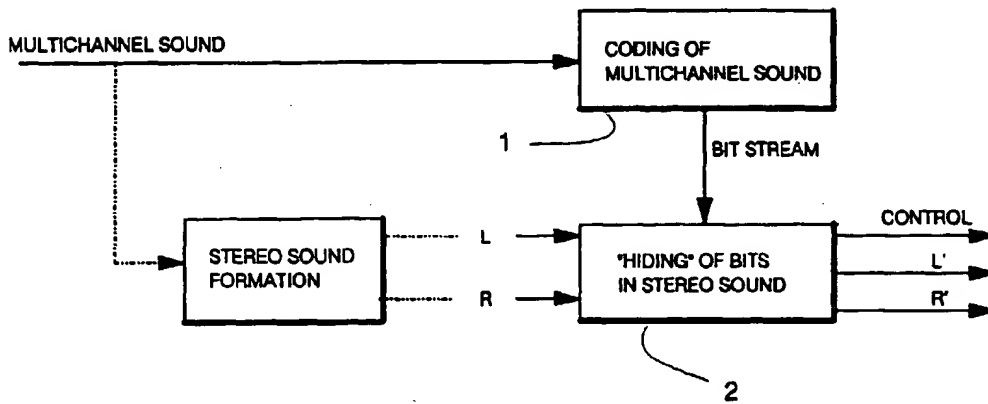 MULTICHANNEL SOUND
CODING OF
MULTICHANNEL SOUND
1
BIT STREAM
STEREO SOUND
FORMATION
L
R
"HIDING" OF BITS
IN STEREO SOUND
CONTROL
L'
R'
2